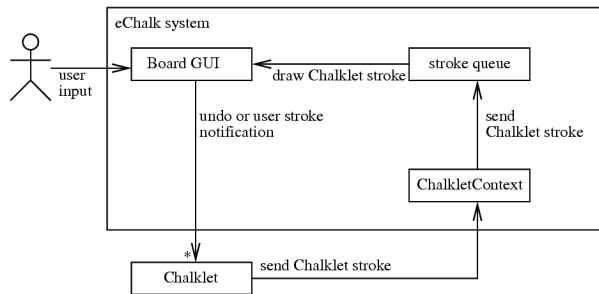 eChalk system
Board GUI
stroke queue
user
input
draw Chalklet stroke
undo or user stroke
notification
send
Chalklet stroke
ChalkletContext
*
Chalklet
send Chalklet stroke